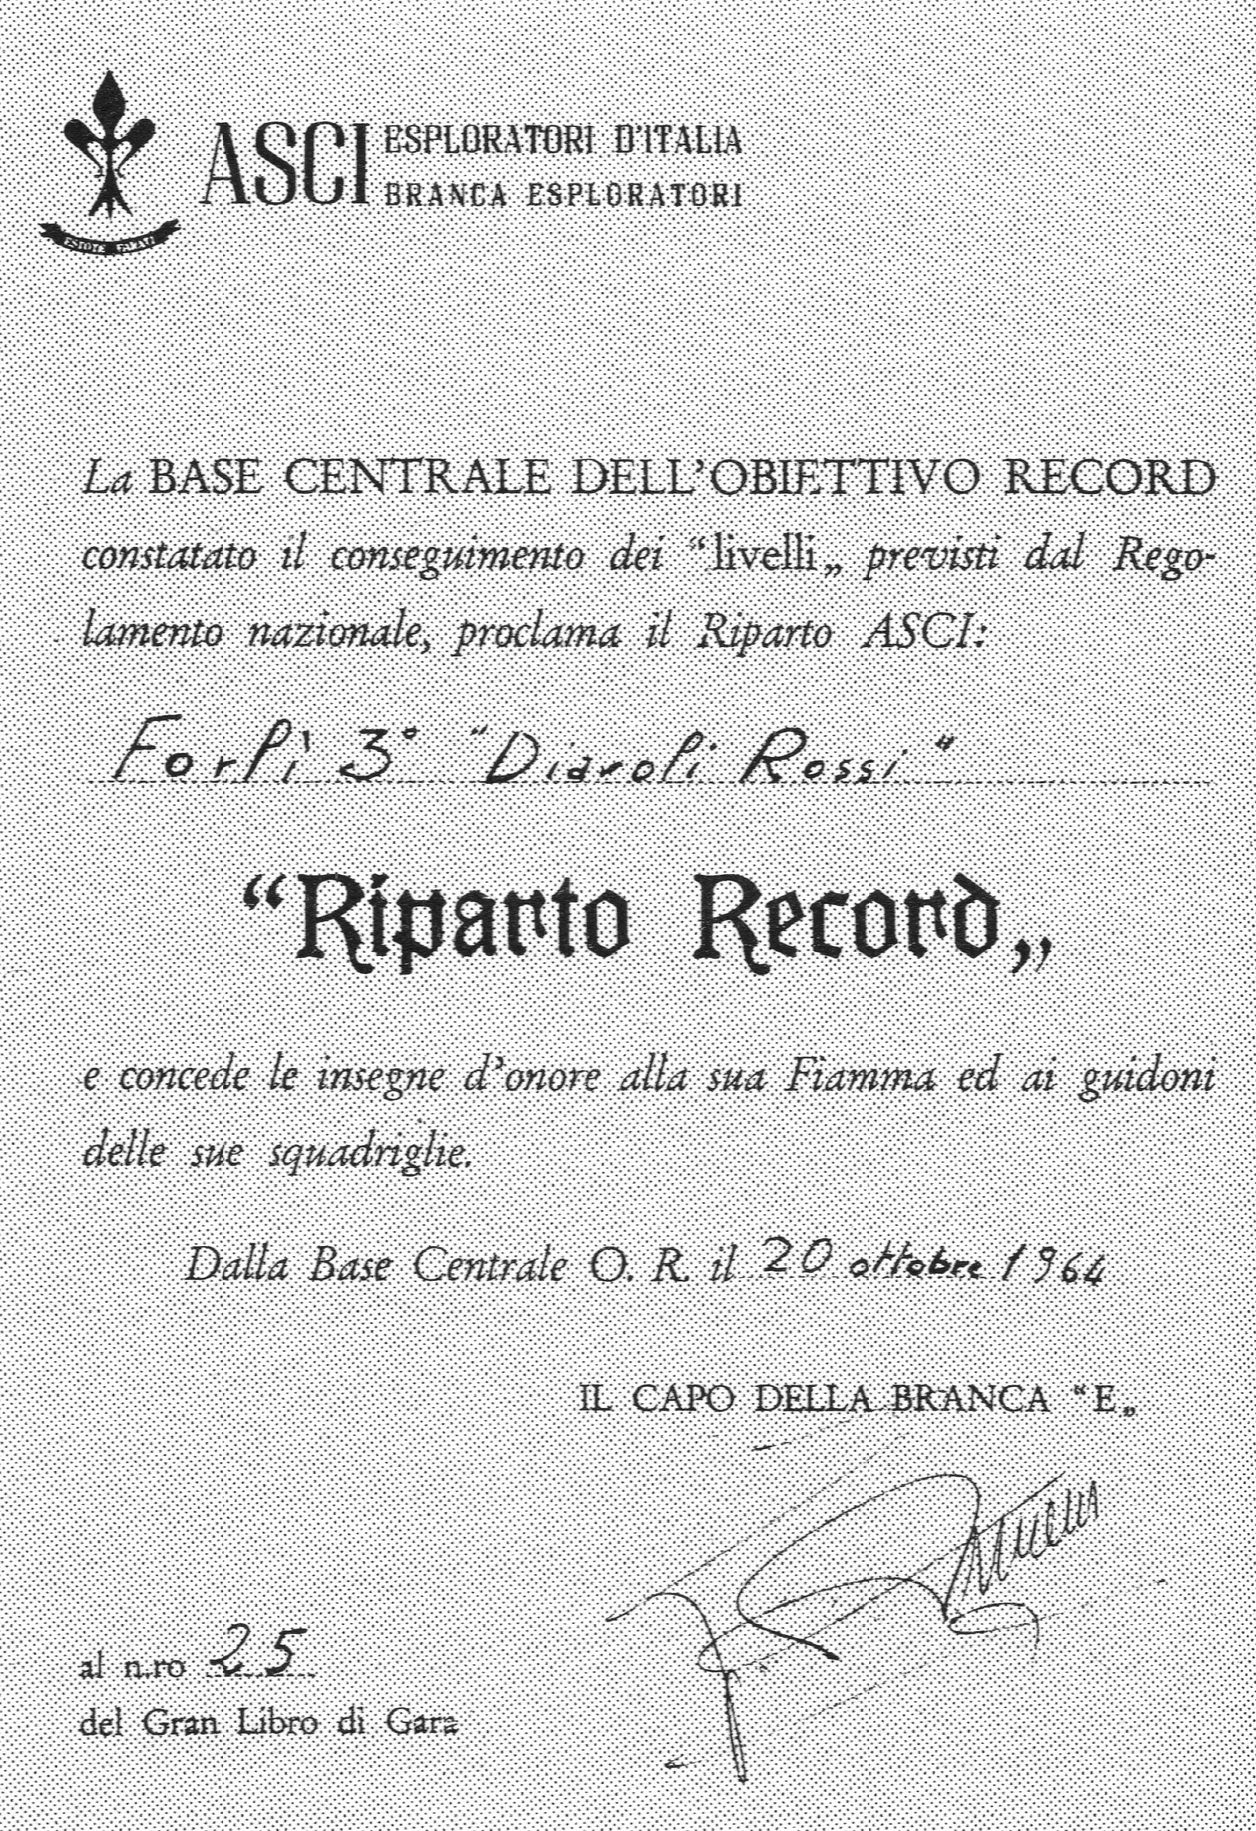 ASCI ESPLORATORI D'ITALIA
BRANCA ESPLORATORI
La BASE CENTRALE DELL'OBIETTIVO RECORD
constatato il conseguimento dei “livelli„ previsti dal Rego-
lamento nazionale, proclama il Riparto ASCI:
Forlì 3° "Diavoli Rossi"
“Riparto Record„
e concede le insegne d'onore alla sua Fiamma ed ai guidoni
delle sue squadriglie.
Dalla Base Centrale O. R. il 20 ottobre 1964
IL CAPO DELLA BRANCA “E„
al n.ro 25
del Gran Libro di Gara